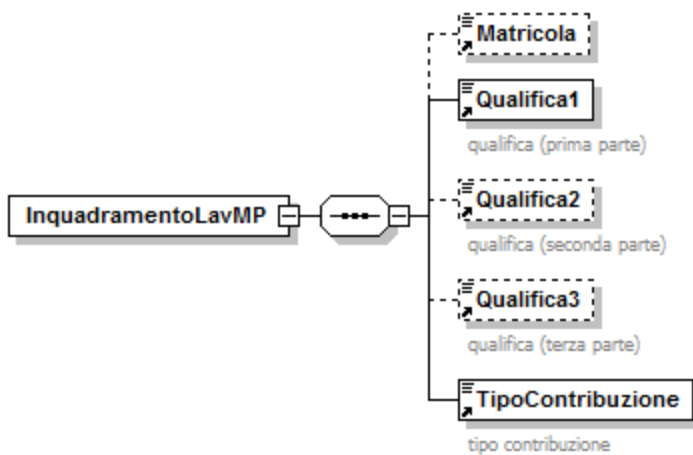 Matricola
Qualifica1
qualifica (prima parte)
InquadramentoLavMP
Qualifica2
qualifica (seconda parte)
Qualifica3
qualifica (terza parte)
TipoContribuzione
tipo contribuzione